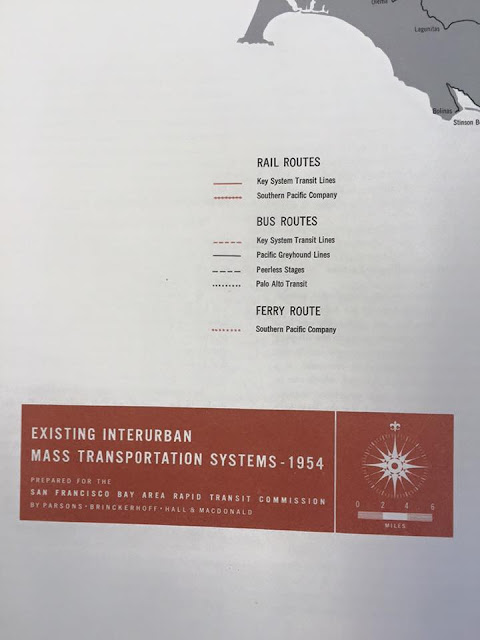 Olema
Lagunitas
Bolinas
Stinson B
RAIL ROUTES
Key System Transit Lines
Southern Pacific Company
BUS ROUTES
Key System Transit Lines
Pacific Greyhound Lines
Peerless Stages
Palo Alto Transit
FERRY ROUTE
Southern Pacific Company
EXISTING INTERURBAN
MASS TRANSPORTATION SYSTEMS - 1954
PREPARED FOR THE
SAN FRANCISCO BAY AREA RAPID TRANSIT COMMISSION
BY PARSONS · BRINCKERHOFF · HALL & MACDONALD
0 2 4 6
MILES